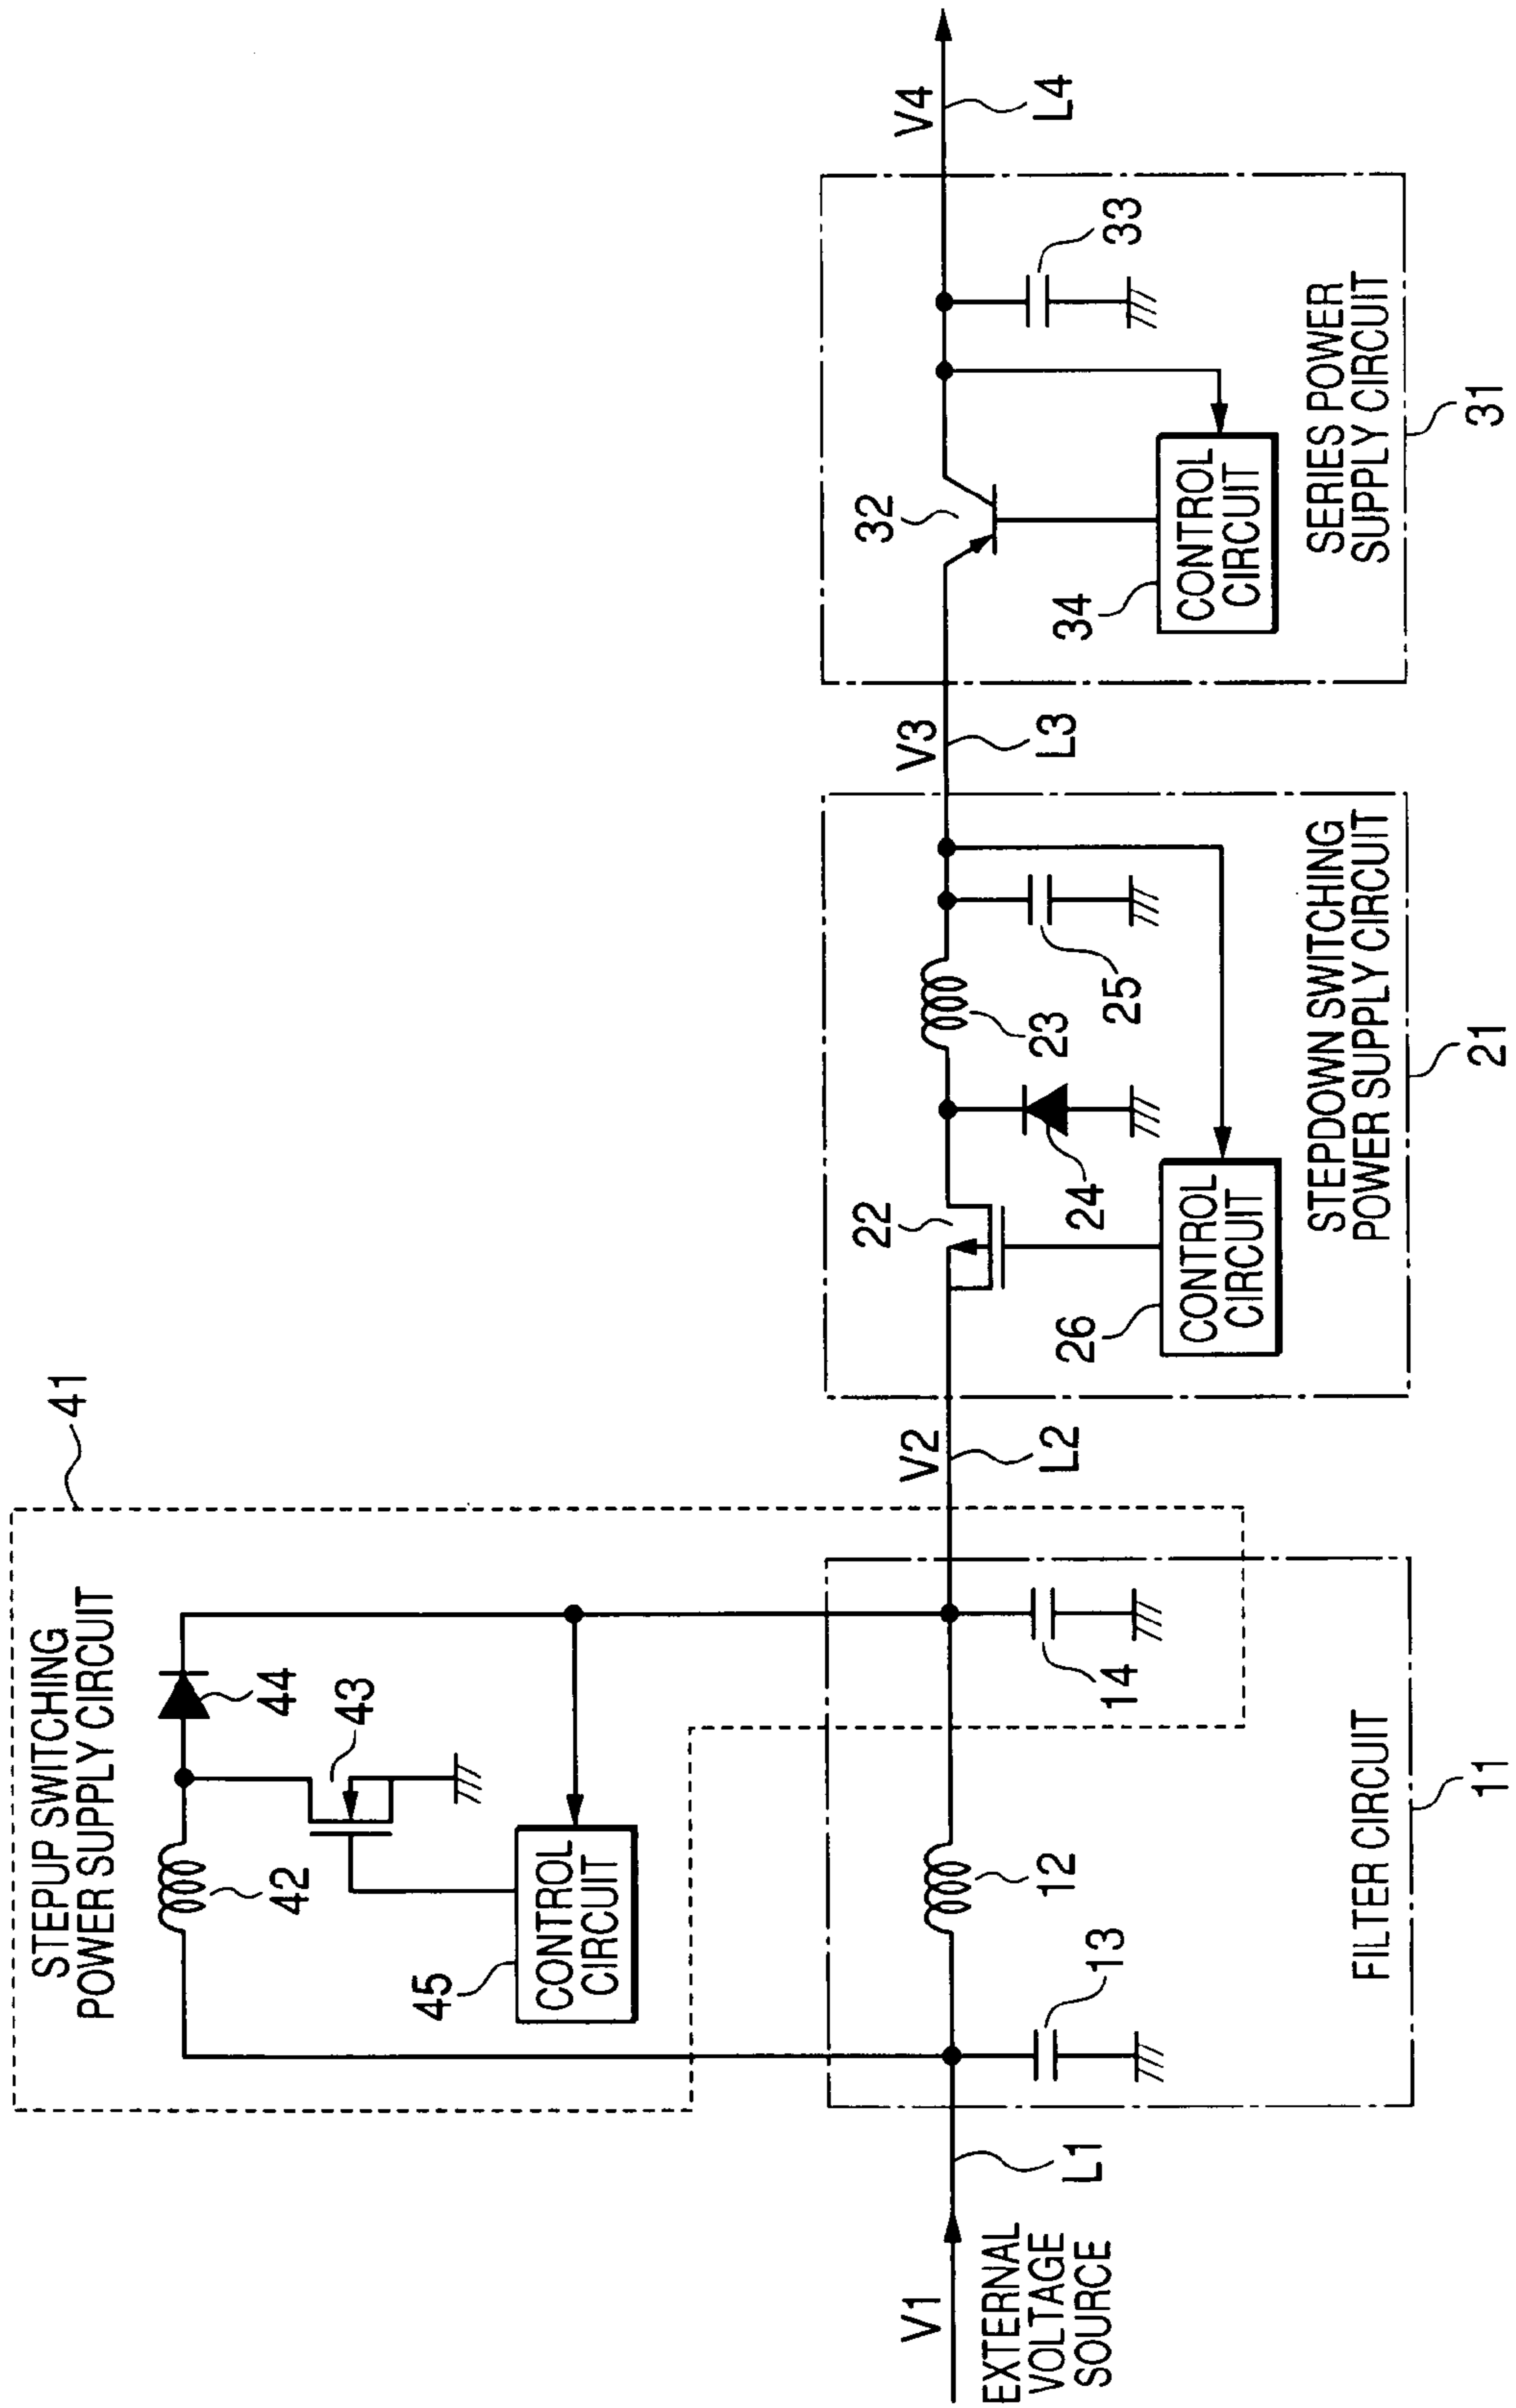 STEPUP SWITCHING
POWER SUPPLY CIRCUIT
41
42
43
44
45
CONTROL
CIRCUIT
V1
EXTERNAL
VOLTAGE
SOURCE
L1
13
12
14
FILTER CIRCUIT
11
V2
L2
22
26
CONTROL
CIRCUIT
24
23
25
STEPDOWN SWITCHING
POWER SUPPLY CIRCUIT
21
V3
L3
32
34
CONTROL
CIRCUIT
33
SERIES POWER
SUPPLY CIRCUIT
31
V4
L4